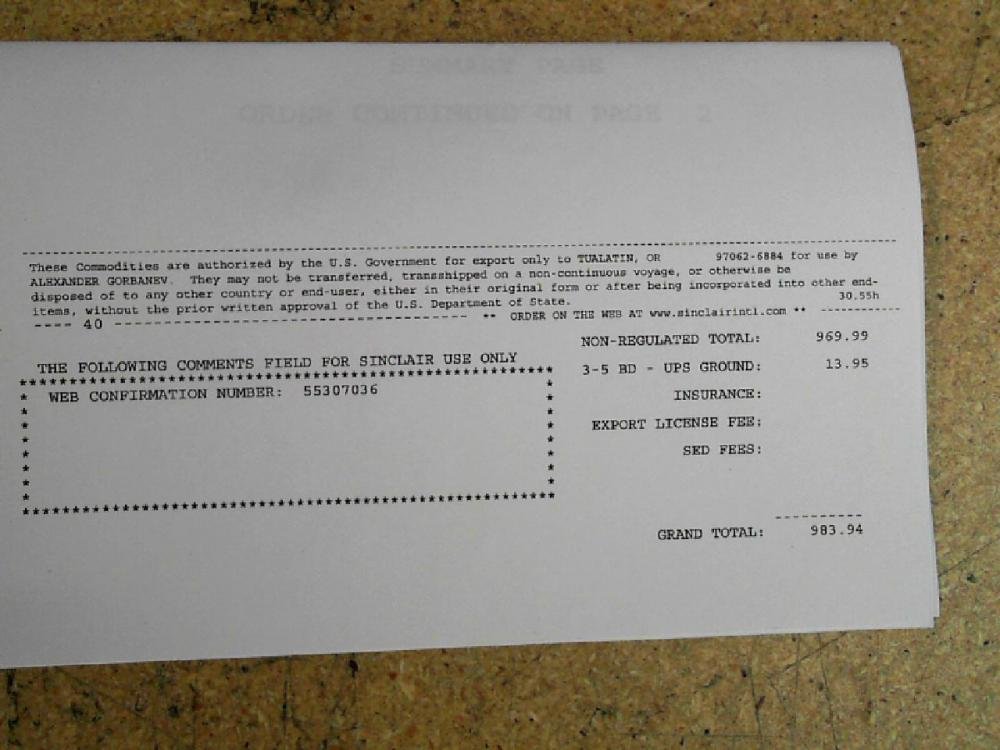 SUMMARY PAGE
ORDER CONTINUED ON PAGE 2
These Commodities are authorized by the U.S. Government for export only to TUALATIN, OR 97062-6884 for use by
ALEXANDER GORBANEV. They may not be transferred, transshipped on a non-continuous voyage, or otherwise be
disposed of to any other country or end-user, either in their original form or after being incorporated into other end-
items, without the prior written approval of the U.S. Department of State. 30.55h
---- 40 ---------------------------------------- ** ORDER ON THE WEB AT www.sinclairintl.com ** -----------
NON-REGULATED TOTAL: 969.99
THE FOLLOWING COMMENTS FIELD FOR SINCLAIR USE ONLY
3-5 BD - UPS GROUND: 13.95
* WEB CONFIRMATION NUMBER: 55307036 *
INSURANCE:
EXPORT LICENSE FEE:
SED FEES:
GRAND TOTAL: 983.94